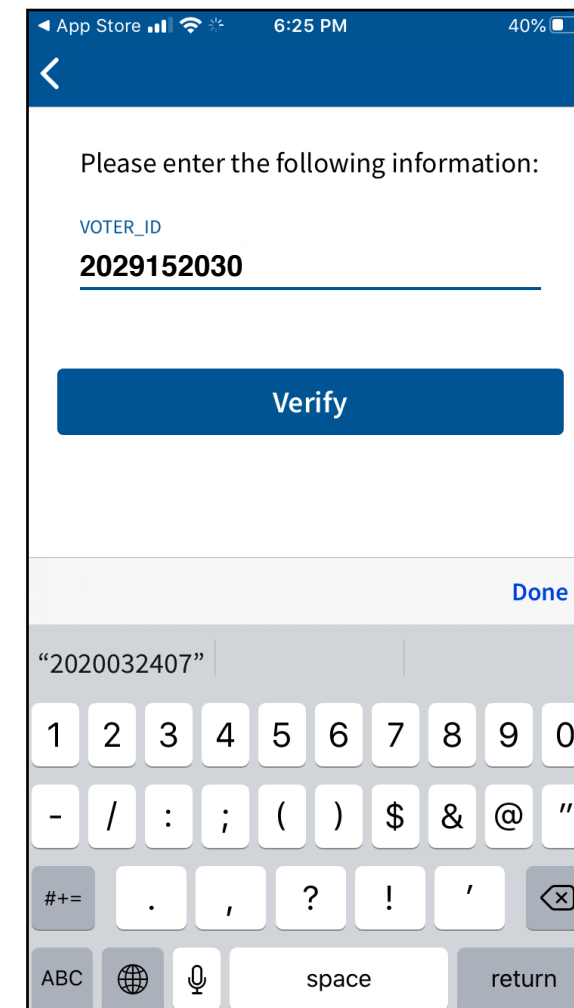 ◀ App Store 6:25 PM 40%
Please enter the following information:
VOTER_ID
2029152030
Verify
Done
“2020032407”
1 2 3 4 5 6 7 8 9 0
- / : ; ( ) $ & @ "
#+= . , ? ! '
ABC space return